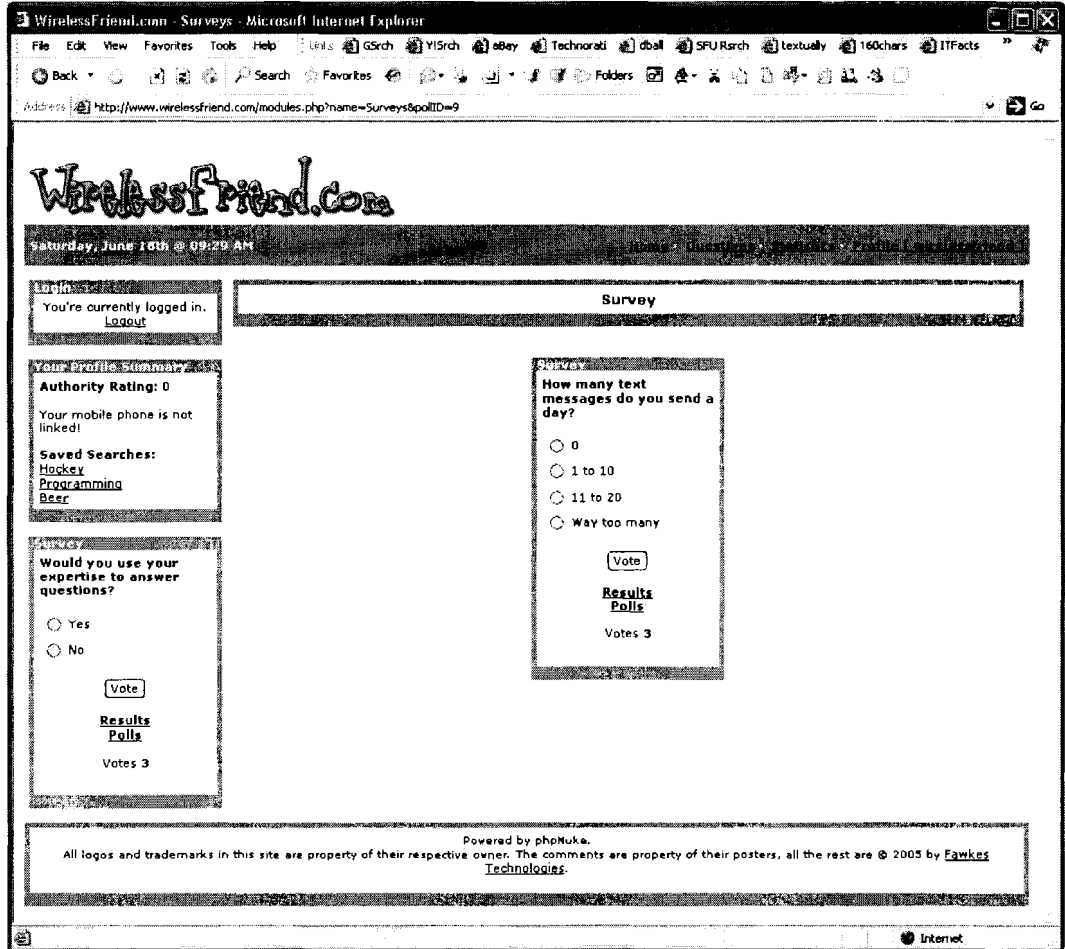 WirelessFriend.com - Surveys - Microsoft Internet Explorer
File Edit View Favorites Tools Help Links GSrch Y!Srch eBay Technorati dball SFU Rsrch textually 160chars ITFacts »
Back Search Favorites Folders
Address http://www.wirelessfriend.com/modules.php?name=Surveys&pollID=9 Go
WirelessFriend.com
Saturday, June 18th @ 09:29 AM
Home Questions Profile
Login
You're currently logged in.
Logout
Your Profile Summary
Authority Rating: 0
Your mobile phone is not
linked!
Saved Searches:
Hockey
Programming
Beer
Survey
Would you use your
expertise to answer
questions?
Yes
No
Vote
Results
Polls
Votes 3
Survey
Survey
How many text
messages do you send a
day?
0
1 to 10
11 to 20
Way too many
Vote
Results
Polls
Votes 3
Powered by phpNuke.
All logos and trademarks in this site are property of their respective owner. The comments are property of their posters, all the rest are © 2005 by Fawkes
Technologies.
Internet